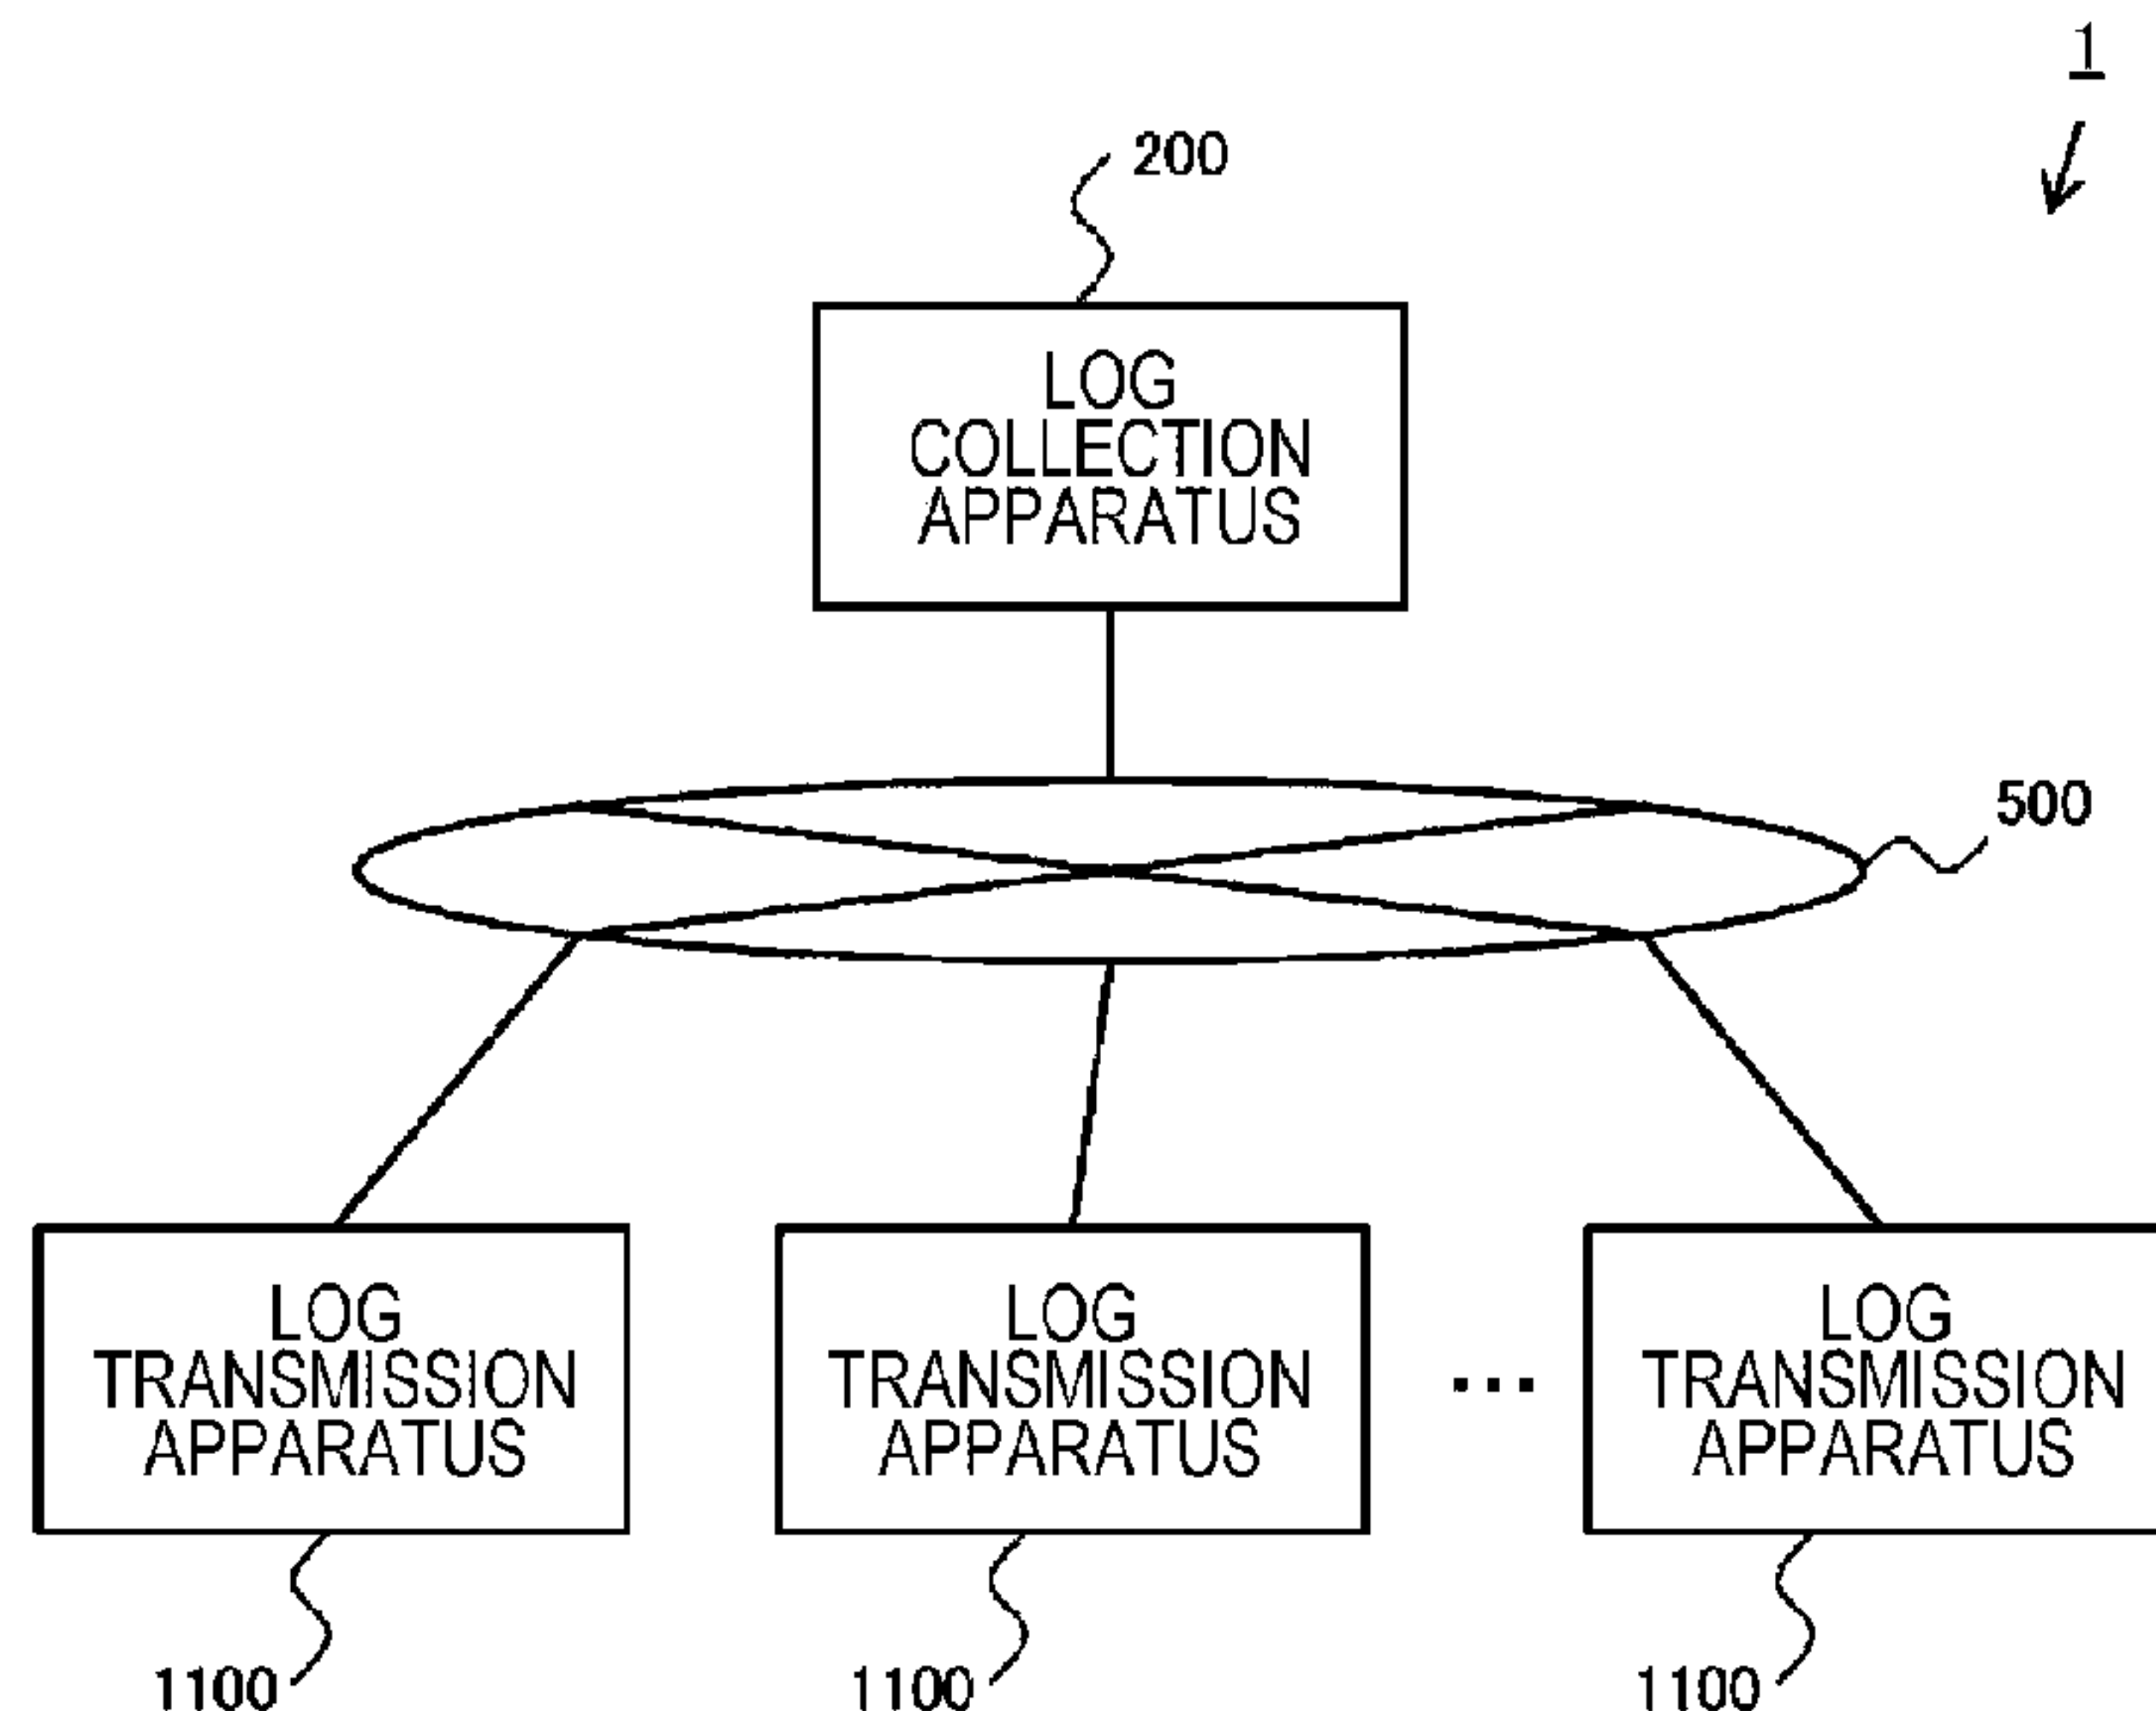 1
200
LOG
COLLECTION
APPARATUS
500
LOG
TRANSMISSION
APPARATUS
LOG
TRANSMISSION
APPARATUS
...
LOG
TRANSMISSION
APPARATUS
1100
1100
1100